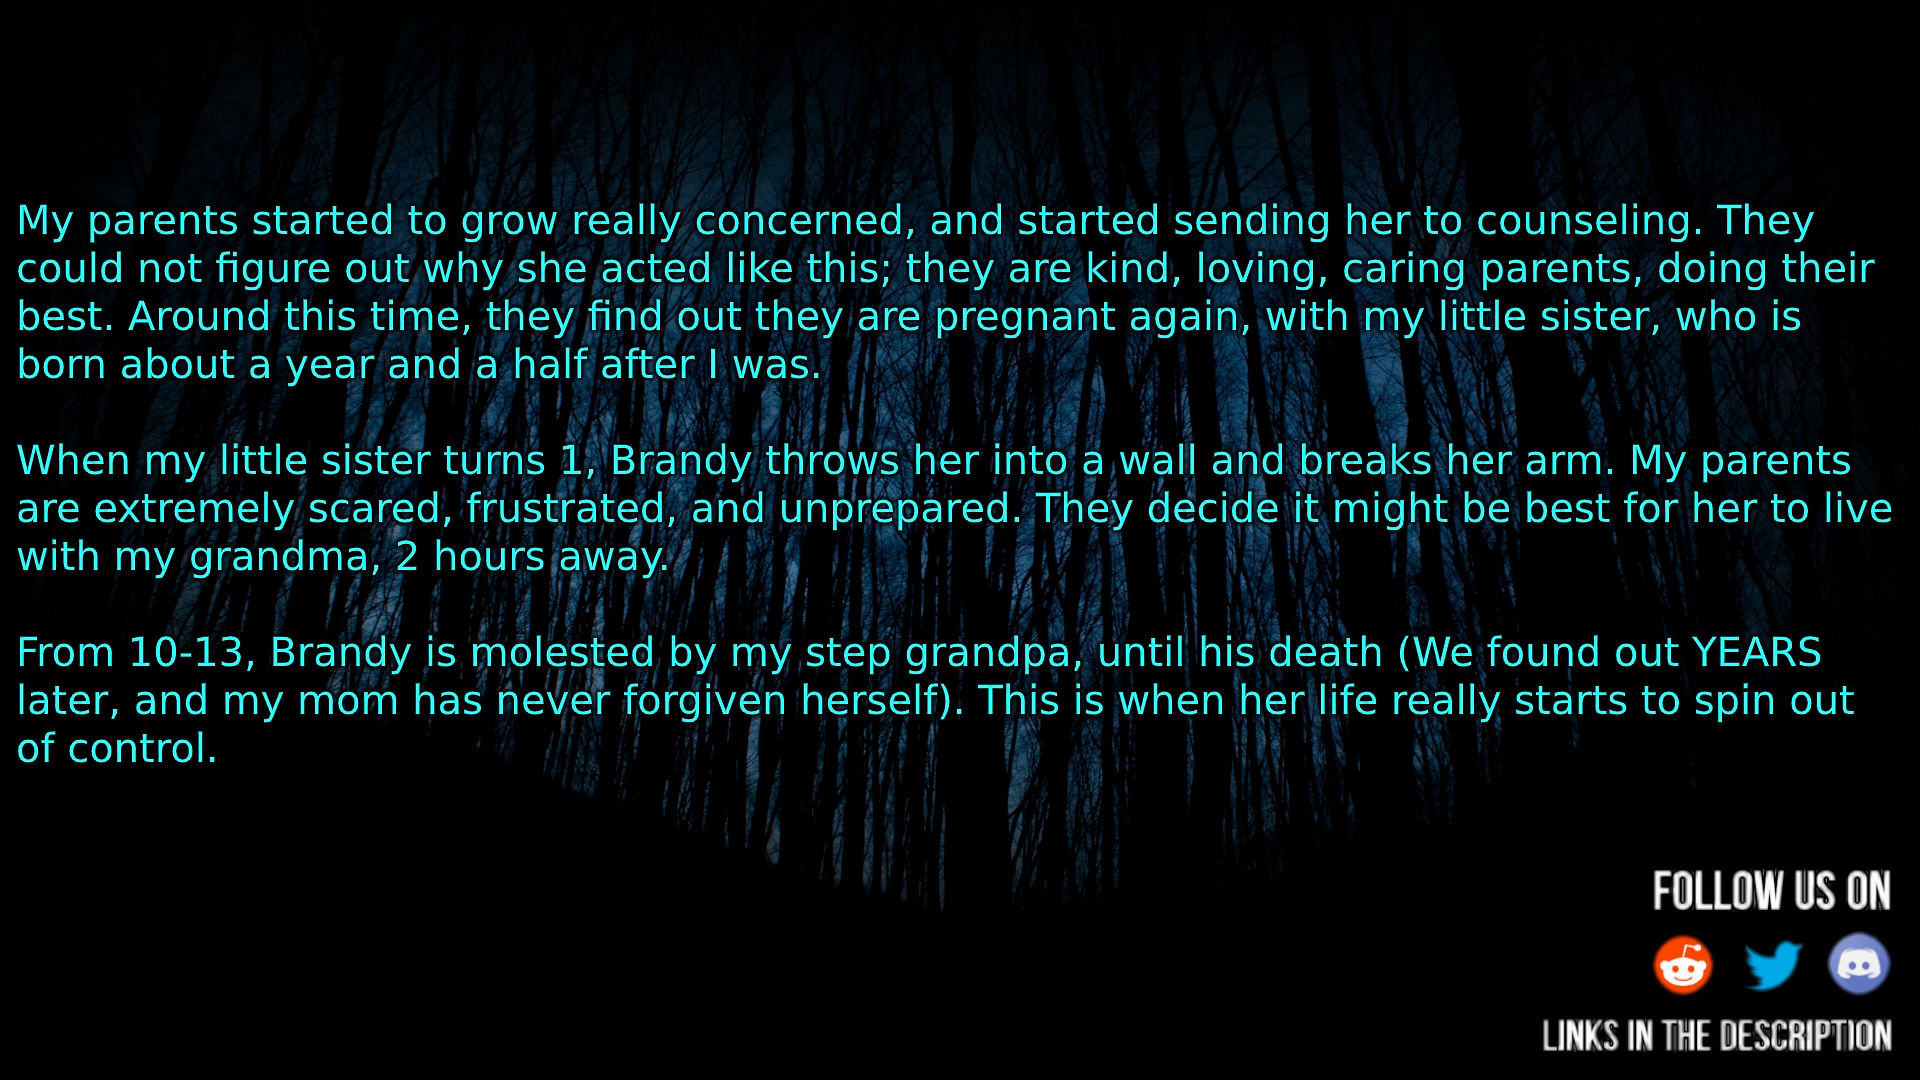 My parents started to grow really concerned, and started sending her to counseling. They
could not figure out why she acted like this; they are kind, loving, caring parents, doing their
best. Around this time, they find out they are pregnant again, with my little sister, who is
born about a year and a half after I was.
When my little sister turns 1, Brandy throws her into a wall and breaks her arm. My parents
are extremely scared, frustrated, and unprepared. They decide it might be best for her to live
with my grandma, 2 hours away.
From 10-13, Brandy is molested by my step grandpa, until his death (We found out YEARS
later, and my mom has never forgiven herself). This is when her life really starts to spin out
of control.
FOLLOW US ON
LINKS IN THE DESCRIPTION